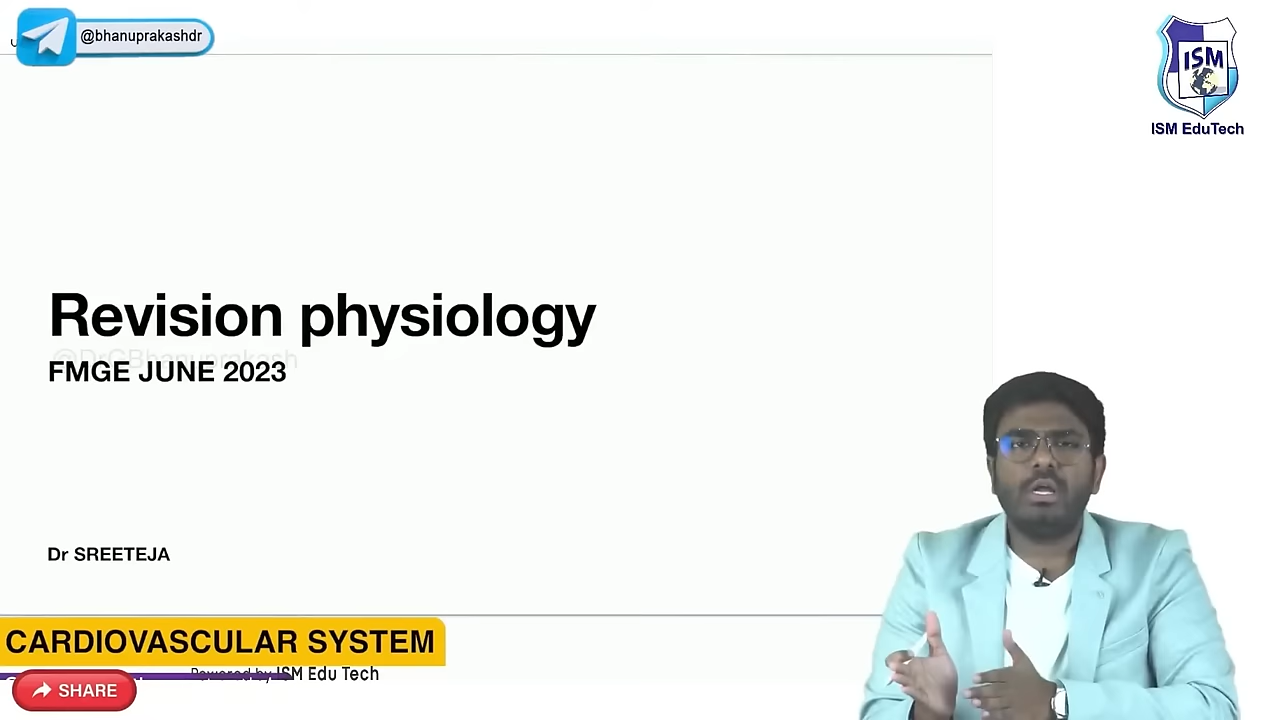 @bhanuprakashdr
ISM
ISM EduTech
Revision physiology
@DrGBhanuprakash
FMGE JUNE 2023
Dr SREETEJA
CARDIOVASCULAR SYSTEM
Powered by ISM Edu Tech
SHARE